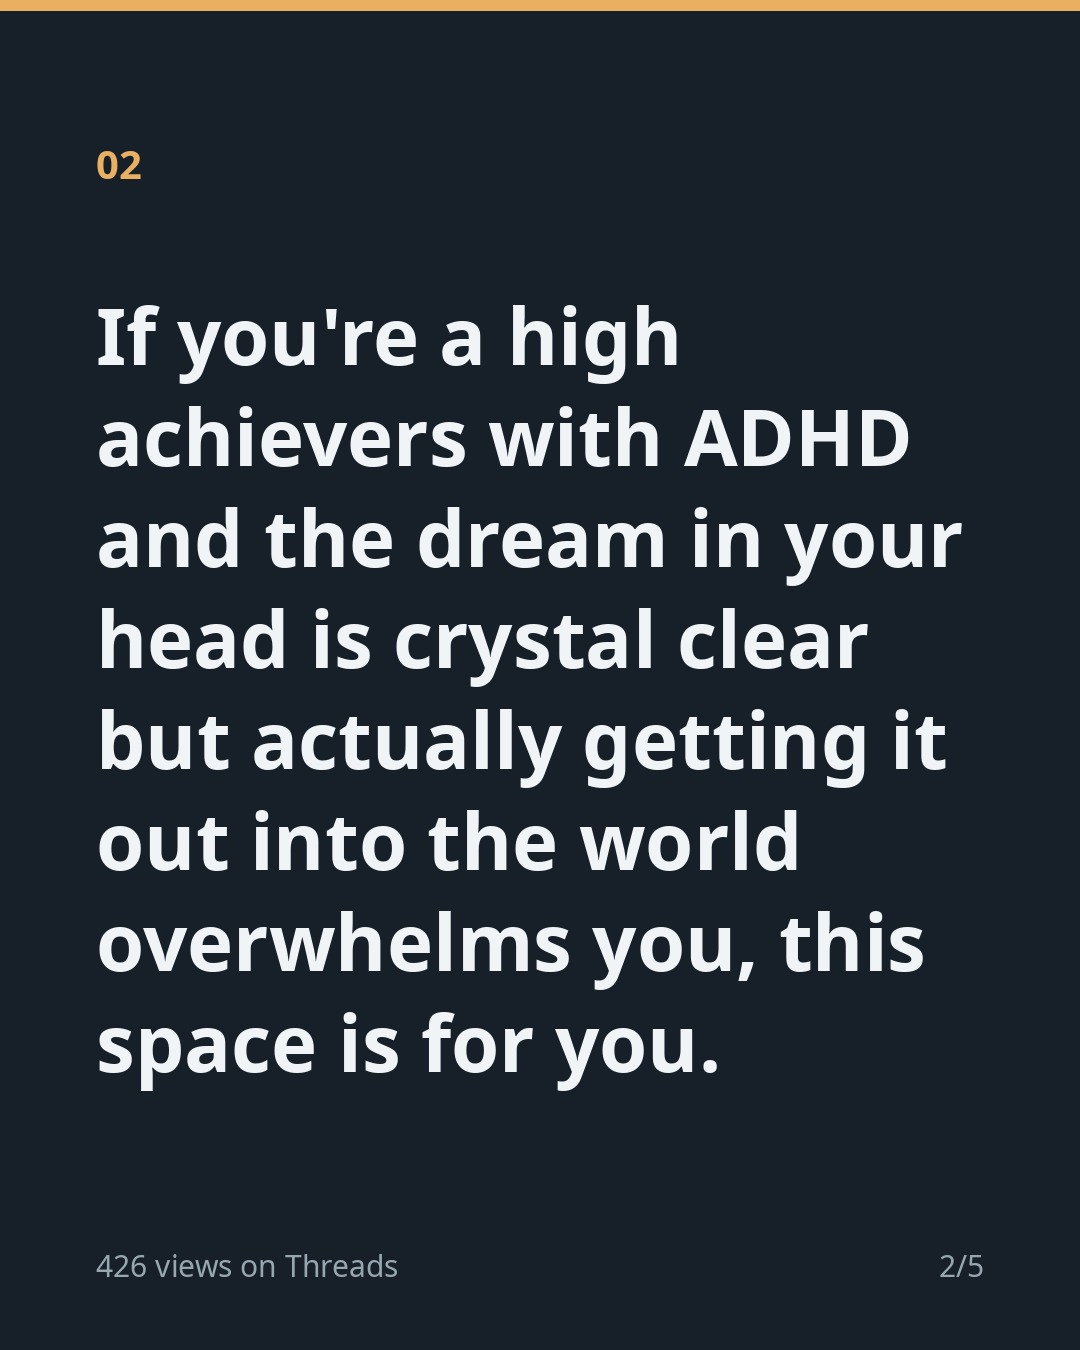 02
If you're a high
achievers with ADHD
and the dream in your
head is crystal clear
but actually getting it
out into the world
overwhelms you, this
space is for you.
426 views on Threads
2/5